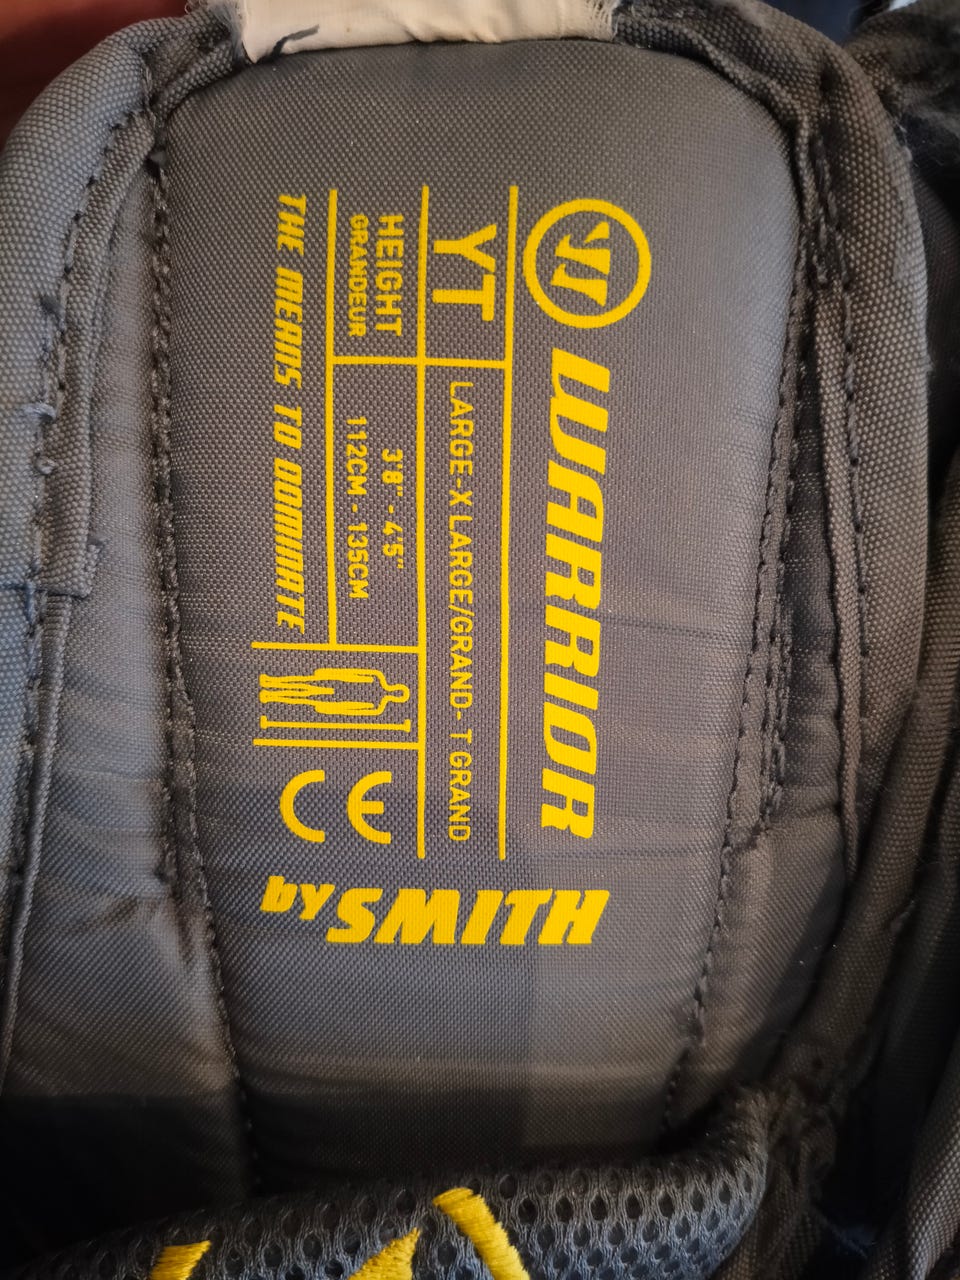 WARRIOR
by SMITH
YT
LARGE-X LARGE/GRAND- T GRAND
HEIGHT
GRANDEUR
3'8" - 4'5"
112CM - 135CM
CE
THE MEANS TO DOMINATE